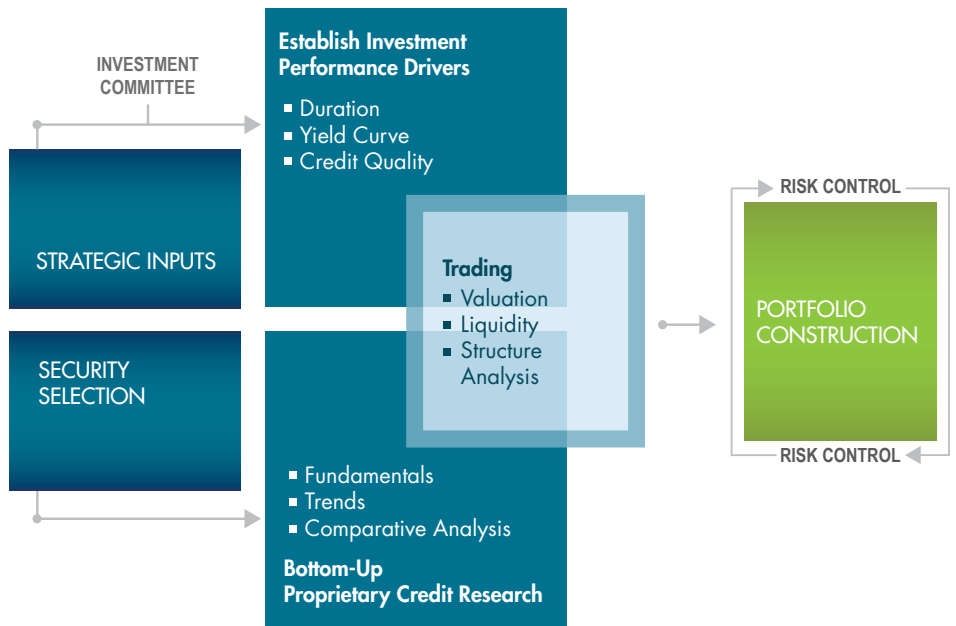 INVESTMENT
COMMITTEE
STRATEGIC INPUTS
Establish Investment
Performance Drivers
Duration
Yield Curve
Credit Quality
SECURITY
SELECTION
Fundamentals
Trends
Comparative Analysis
Bottom-Up
Proprietary Credit Research
Trading
Valuation
Liquidity
Structure
Analysis
RISK CONTROL
PORTFOLIO
CONSTRUCTION
RISK CONTROL